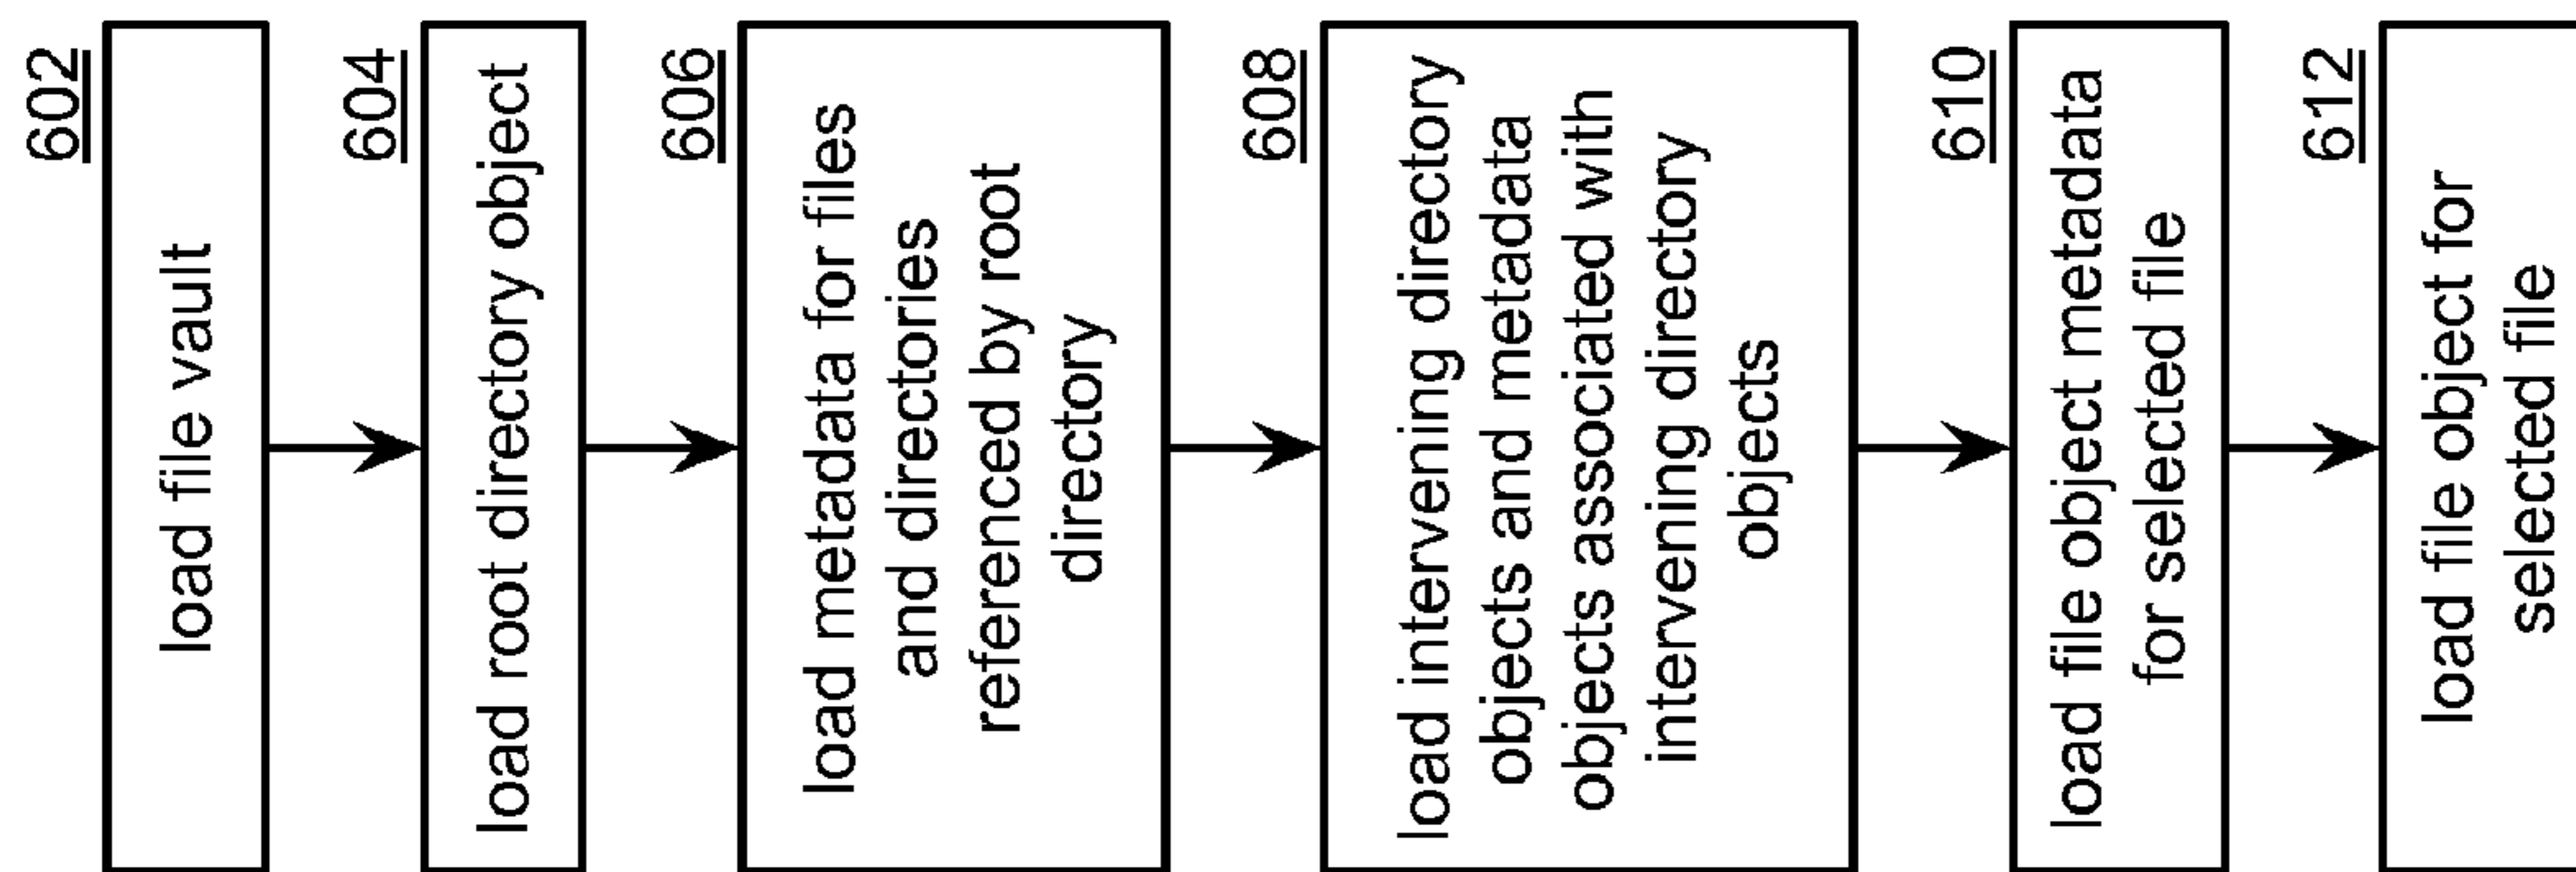 602
load file vault
604
load root directory object
606
load metadata for files
and directories
referenced by root
directory
608
load intervening directory
objects and metadata
objects associated with
intervening directory
objects
610
load file object metadata
for selected file
612
load file object for
selected file